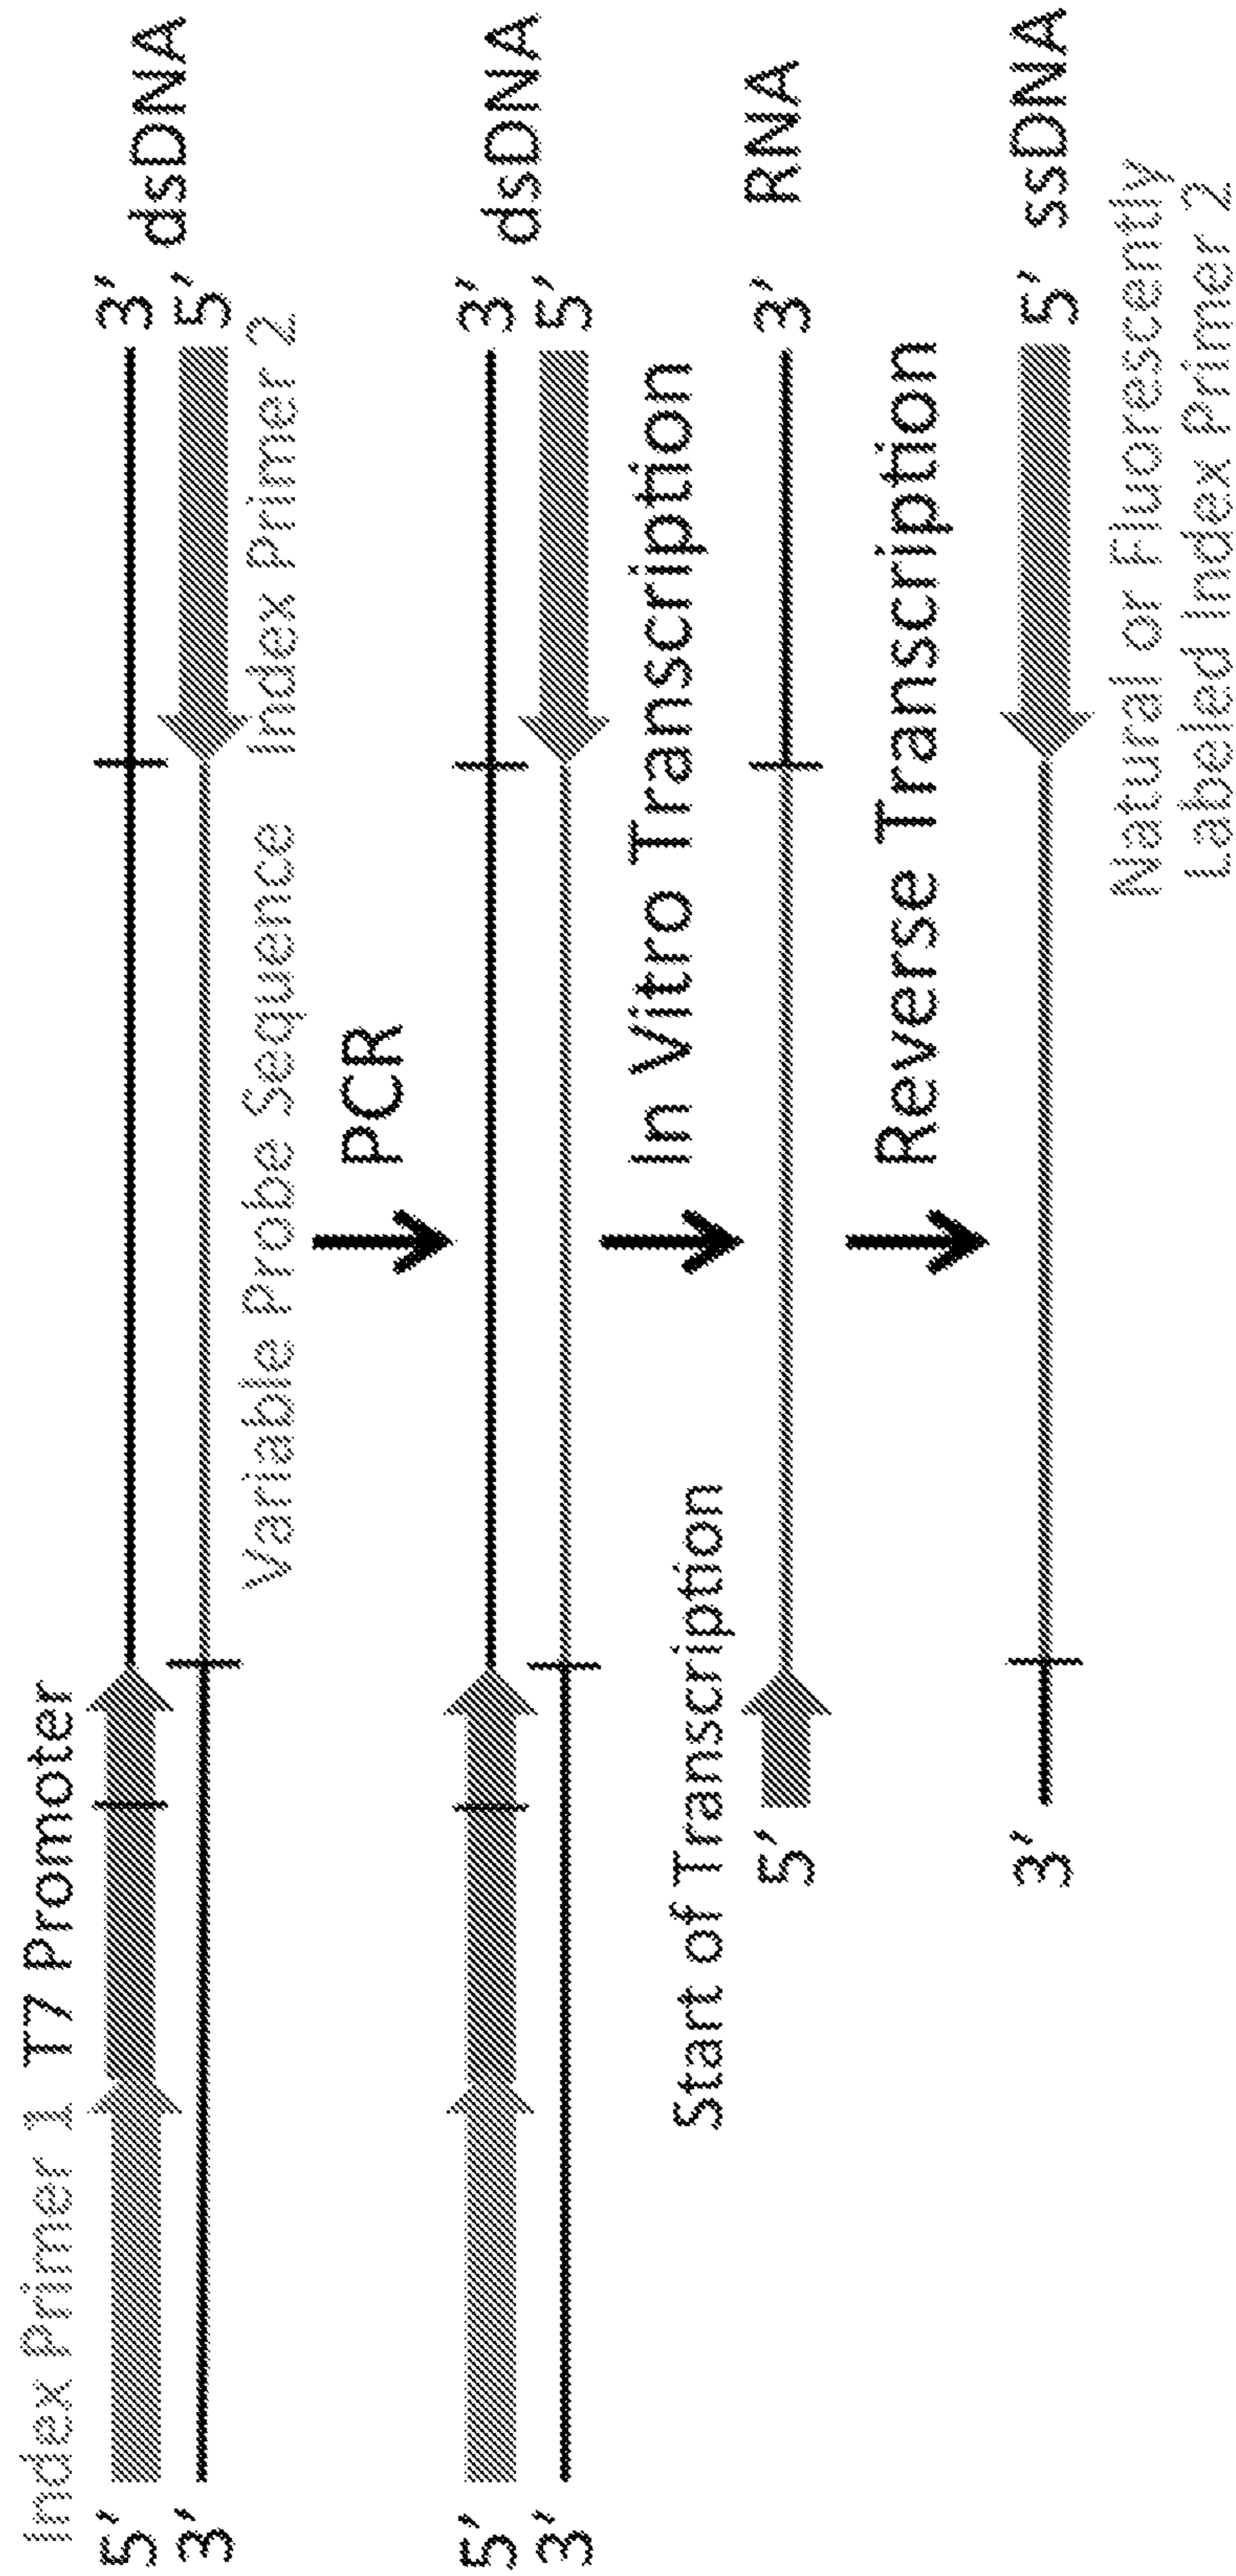 Index Primer 1 T7 Promoter
5' 3' dsDNA
3' 5'
Variable Probe Sequence Index Primer 2
PCR
5' 3' dsDNA
3' 5'
In Vitro Transcription
Start of Transcription
5' 3' RNA
Reverse Transcription
3' 5' ssDNA
Natural or Fluorescently
Labeled Index Primer 2